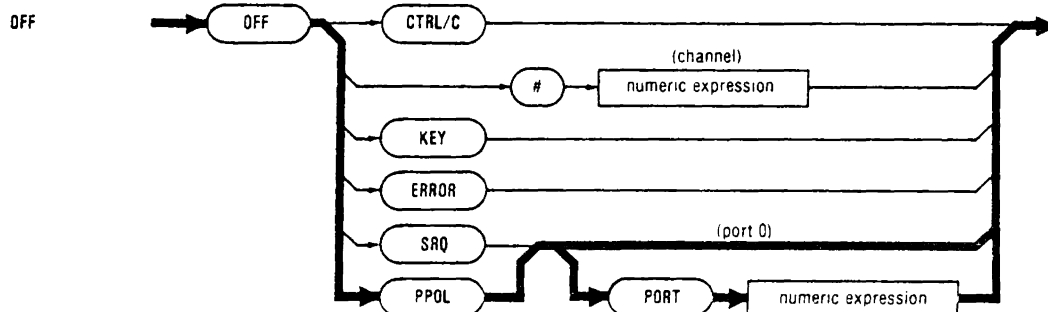 OFF
OFF
CTRL/C
(channel)
#
numeric expression
KEY
ERROR
SRQ
(port 0)
PPOL
PORT
numeric expression